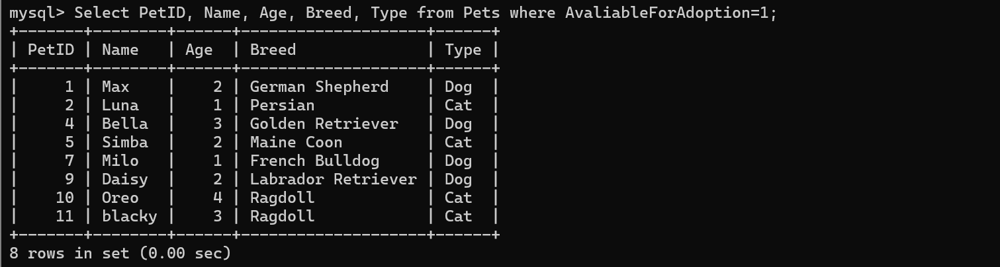 mysql> Select PetID, Name, Age, Breed, Type from Pets where AvaliableForAdoption=1;
+-------+--------+------+--------------------+------+
| PetID | Name   | Age  | Breed              | Type |
+-------+--------+------+--------------------+------+
|     1 | Max    |    2 | German Shepherd    | Dog  |
|     2 | Luna   |    1 | Persian            | Cat  |
|     4 | Bella  |    3 | Golden Retriever   | Dog  |
|     5 | Simba  |    2 | Maine Coon         | Cat  |
|     7 | Milo   |    1 | French Bulldog     | Dog  |
|     9 | Daisy  |    2 | Labrador Retriever | Dog  |
|    10 | Oreo   |    4 | Ragdoll            | Cat  |
|    11 | blacky |    3 | Ragdoll            | Cat  |
+-------+--------+------+--------------------+------+
8 rows in set (0.00 sec)